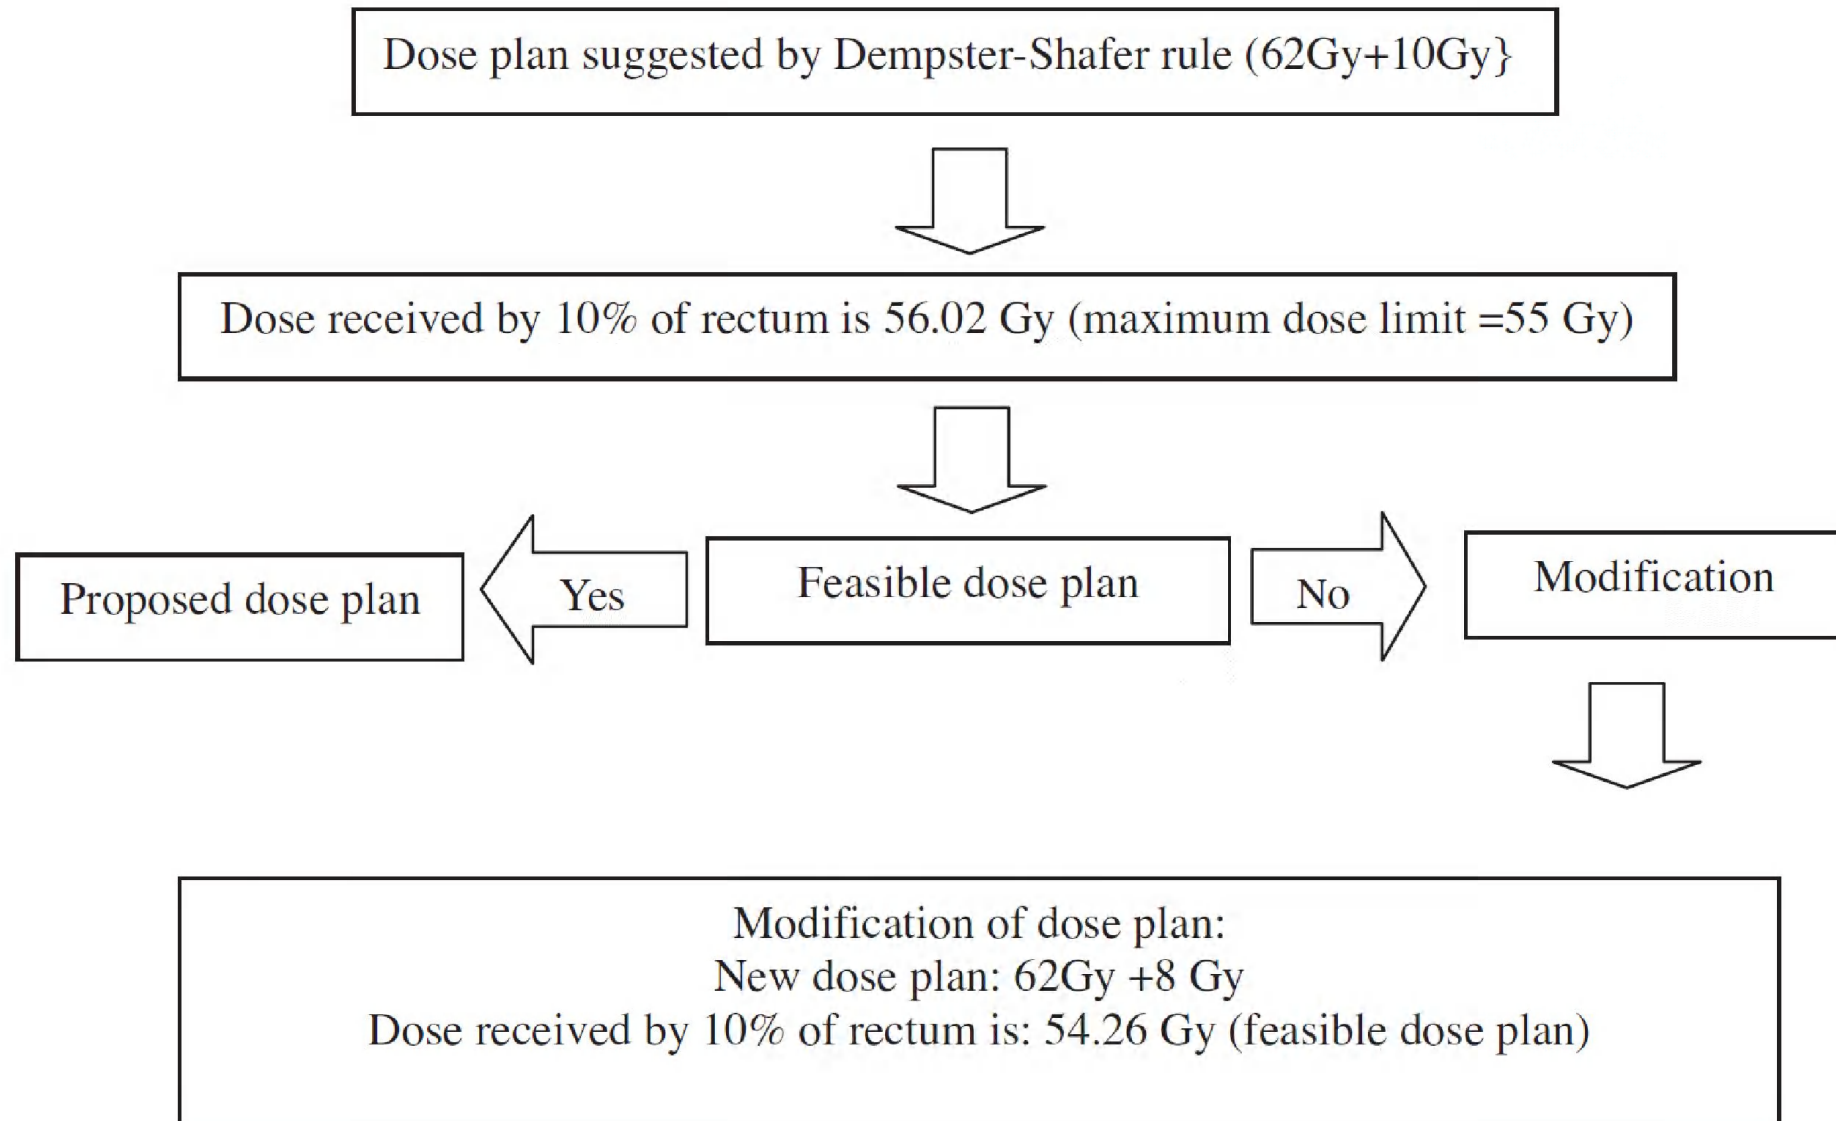 Dose plan suggested by Dempster-Shafer rule (62Gy+10Gy}
Dose received by 10% of rectum is 56.02 Gy (maximum dose limit =55 Gy)
Proposed dose plan
Yes
Feasible dose plan
No
Modification
Modification of dose plan:
New dose plan: 62Gy +8 Gy
Dose received by 10% of rectum is: 54.26 Gy (feasible dose plan)